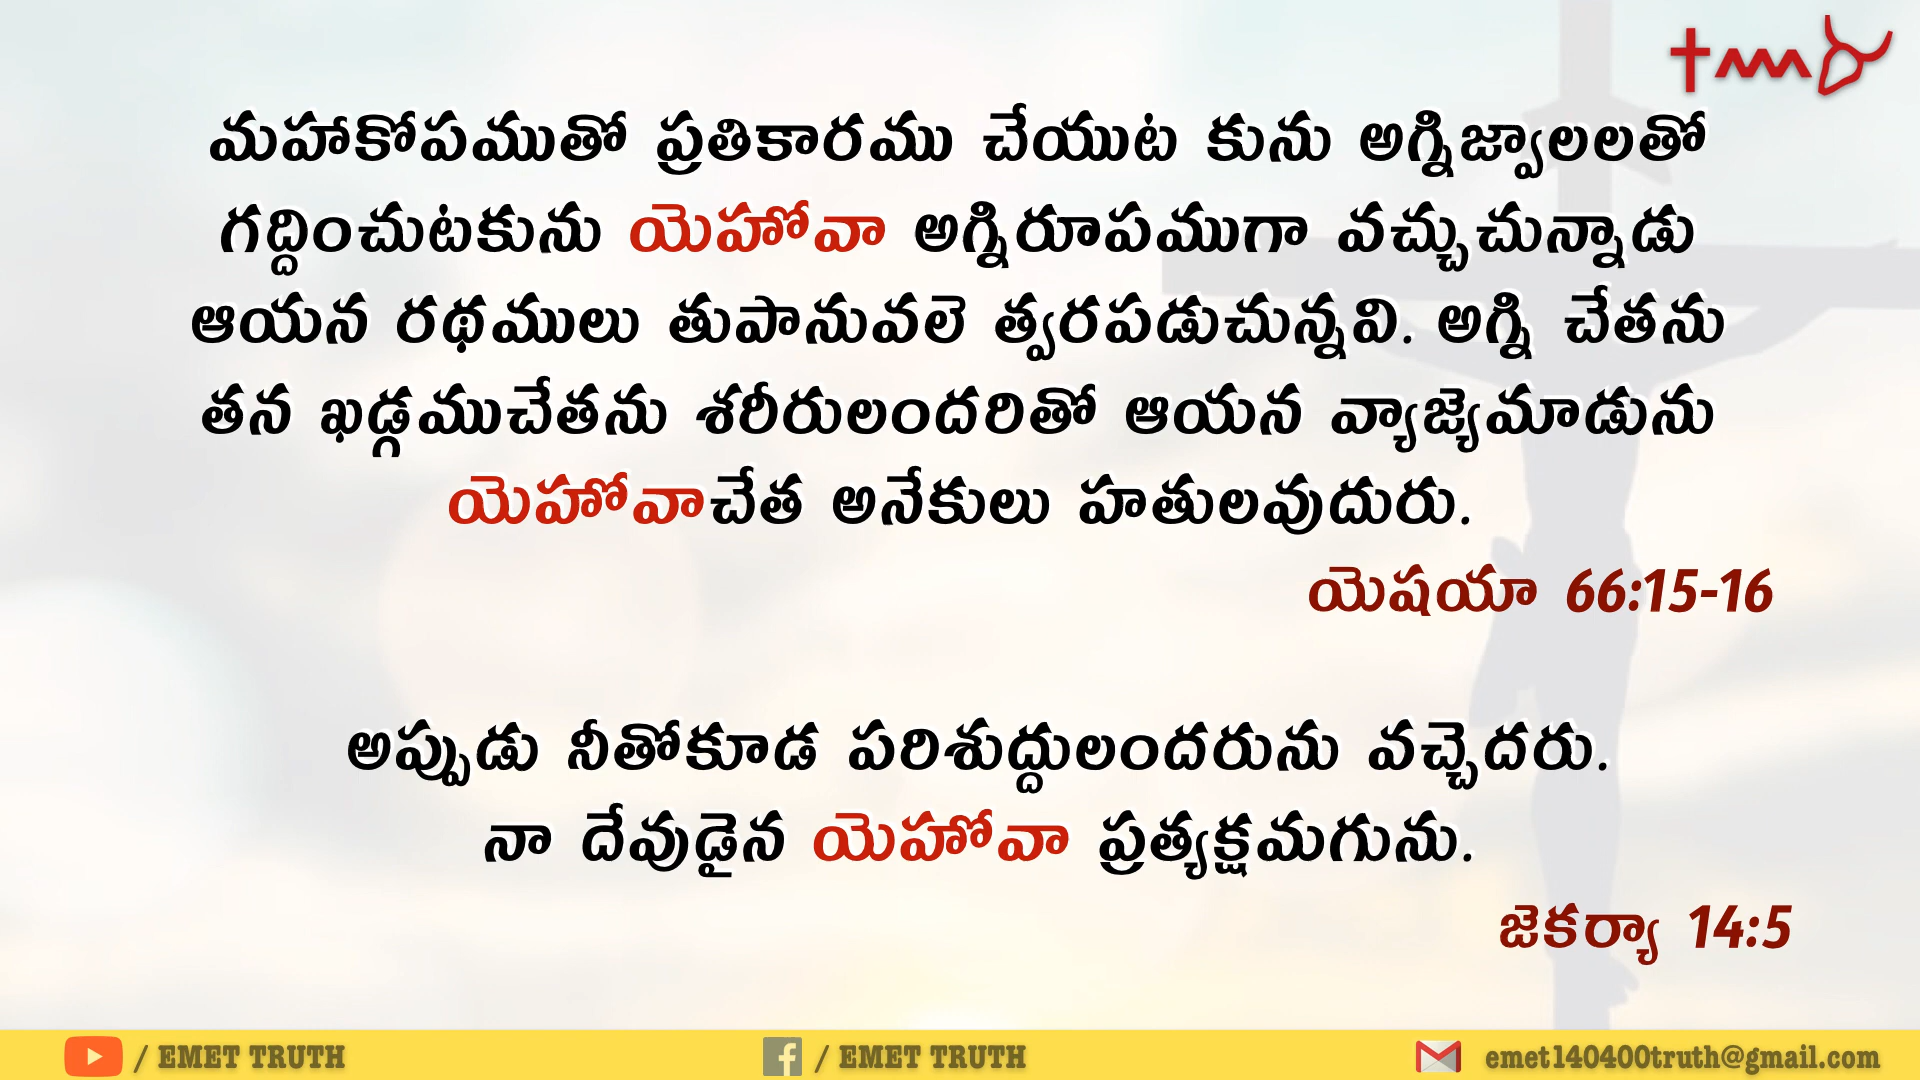 మహాకోపముతో ప్రతికారము చేయుట కును అగ్నిజ్వాలలతో
గద్దించుటకును యెహోవా అగ్నిరూపముగా వచ్చుచున్నాడు
ఆయన రథములు తుపానువలె త్వరపడుచున్నవి. అగ్ని చేతను
తన ఖడ్గముచేతను శరీరులందరితో ఆయన వ్యాజ్యెమాడును
యెహోవాచేత అనేకులు హతులవుదురు.
యెషయా 66:15-16
అప్పుడు నీతోకూడ పరిశుద్దులందరును వచ్చెదరు.
నా దేవుడైన యెహోవా ప్రత్యక్షమగును.
జెకర్యా 14:5
/ EMET TRUTH / EMET TRUTH emet140400truth@gmail.com